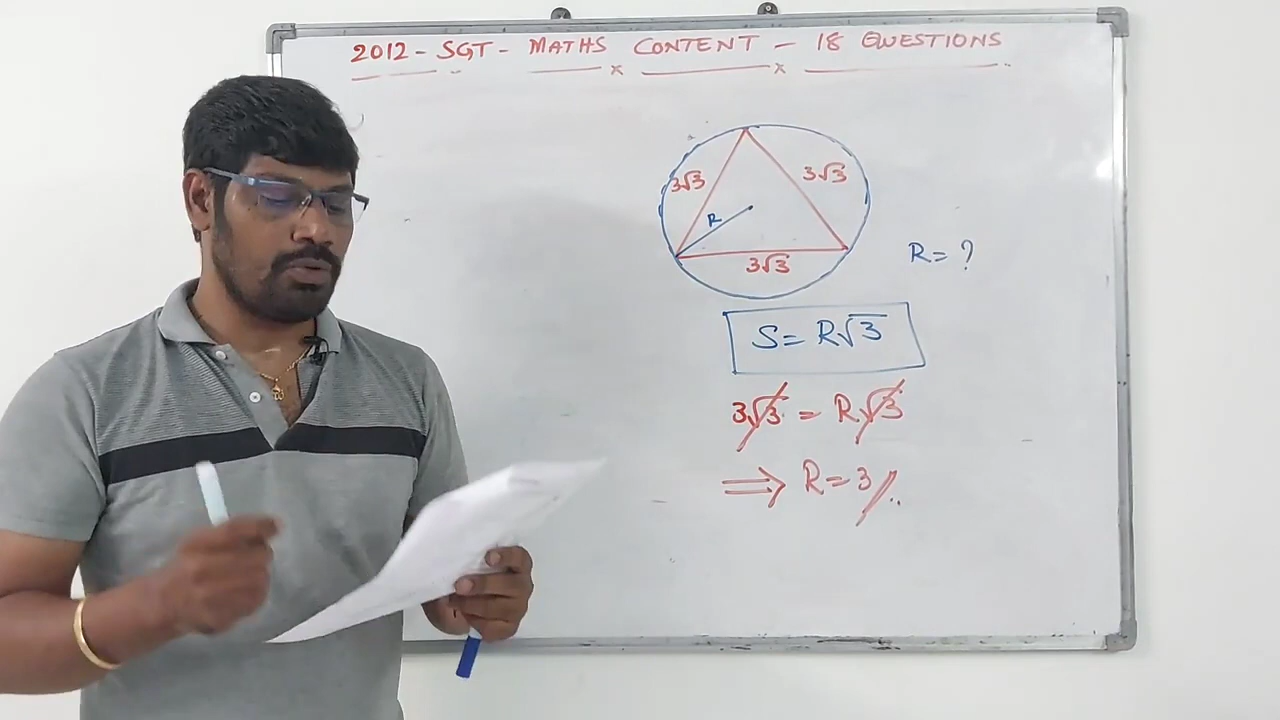 2012 - SGT - MATHS CONTENT - 18 QUESTIONS
3√3 3√3
R
3√3
R = ?
S = R√3
3√3 = R√3
⟹ R = 3